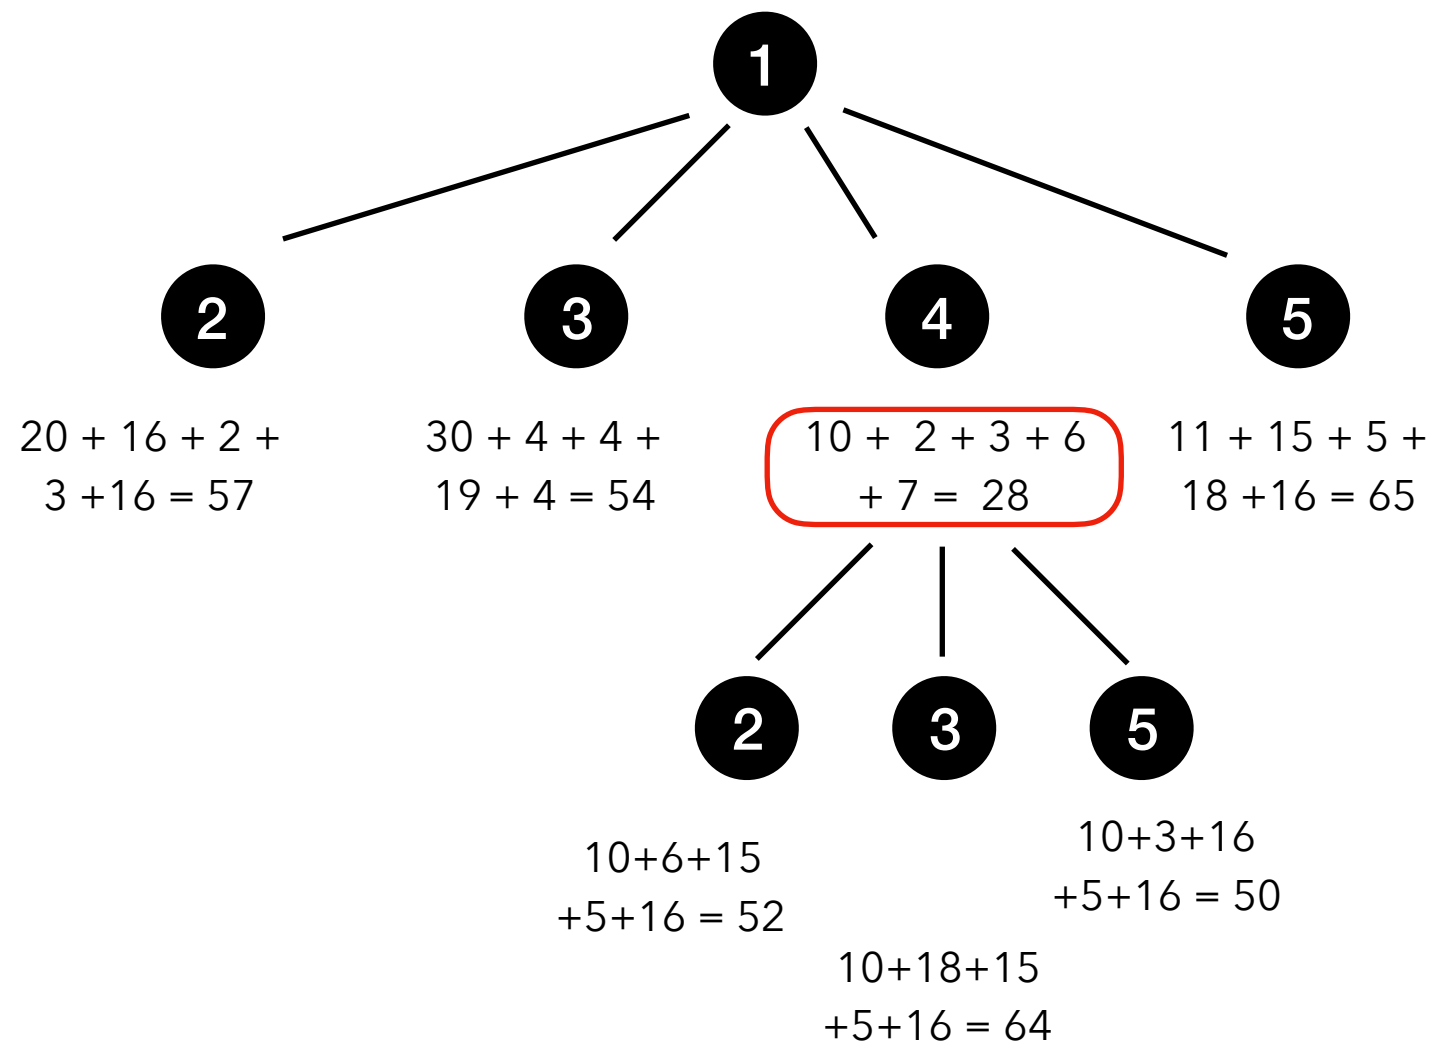 1
2
3
4
5
20 + 16 + 2 +
3 +16 = 57
30 + 4 + 4 +
19 + 4 = 54
10 + 2 + 3 + 6
+ 7 = 28
11 + 15 + 5 +
18 +16 = 65
2
3
5
10+6+15
+5+16 = 52
10+18+15
+5+16 = 64
10+3+16
+5+16 = 50